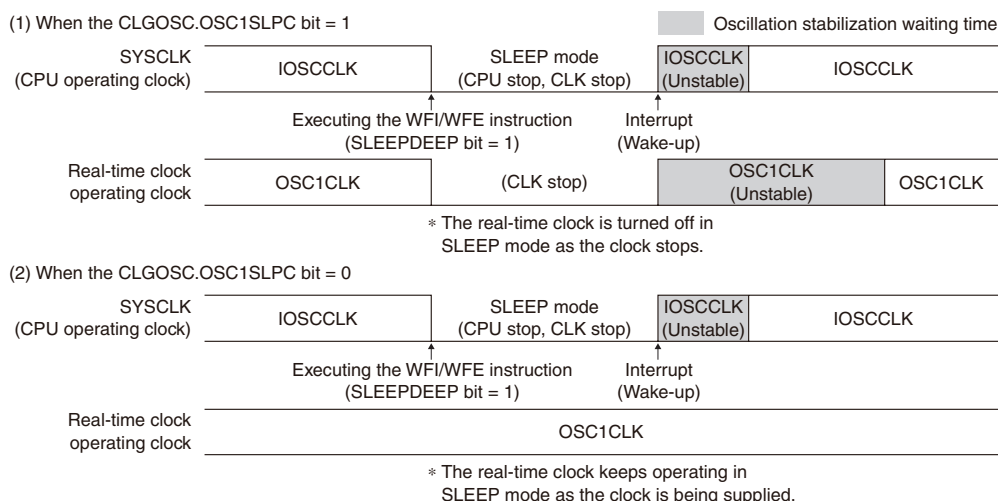 (1) When the CLGOSC.OSC1SLPC bit = 1
Oscillation stabilization waiting time
SYSCLK
(CPU operating clock)
IOSCCLK
SLEEP mode
(CPU stop, CLK stop)
IOSCCLK
(Unstable)
IOSCCLK
Executing the WFI/WFE instruction
(SLEEPDEEP bit = 1)
Interrupt
(Wake-up)
Real-time clock
operating clock
OSC1CLK
(CLK stop)
OSC1CLK
(Unstable)
OSC1CLK
* The real-time clock is turned off in
SLEEP mode as the clock stops.
(2) When the CLGOSC.OSC1SLPC bit = 0
SYSCLK
(CPU operating clock)
IOSCCLK
SLEEP mode
(CPU stop, CLK stop)
IOSCCLK
(Unstable)
IOSCCLK
Executing the WFI/WFE instruction
(SLEEPDEEP bit = 1)
Interrupt
(Wake-up)
Real-time clock
operating clock
OSC1CLK
* The real-time clock keeps operating in
SLEEP mode as the clock is being supplied.